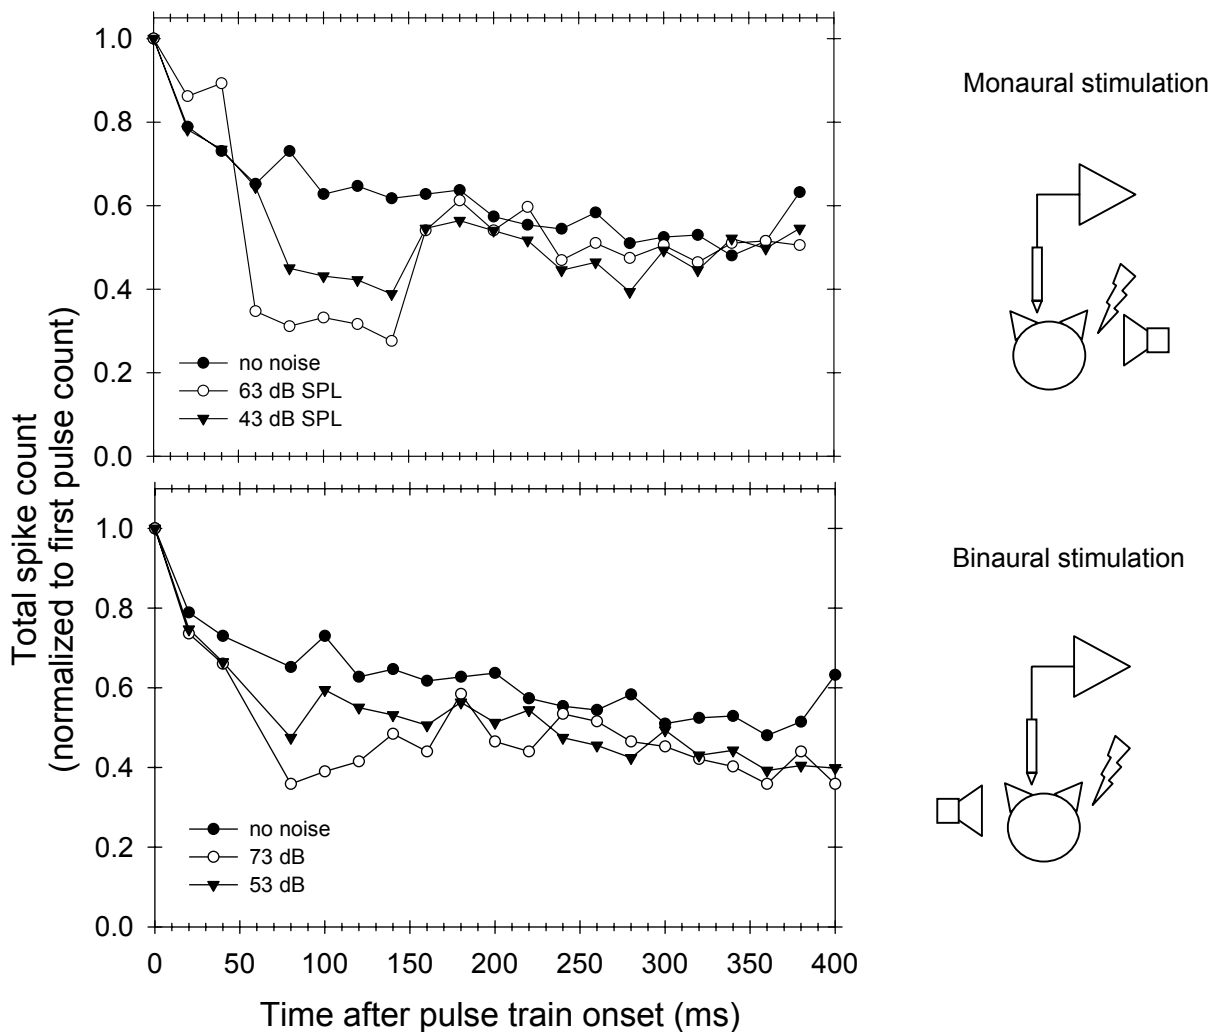 1.0
0.8
0.6
0.4
0.2
0.0
no noise
63 dB SPL
43 dB SPL
Monaural stimulation
Total spike count
(normalized to first pulse count)
1.0
0.8
0.6
0.4
0.2
0.0
no noise
73 dB
53 dB
0 50 100 150 200 250 300 350 400
Time after pulse train onset (ms)
Binaural stimulation